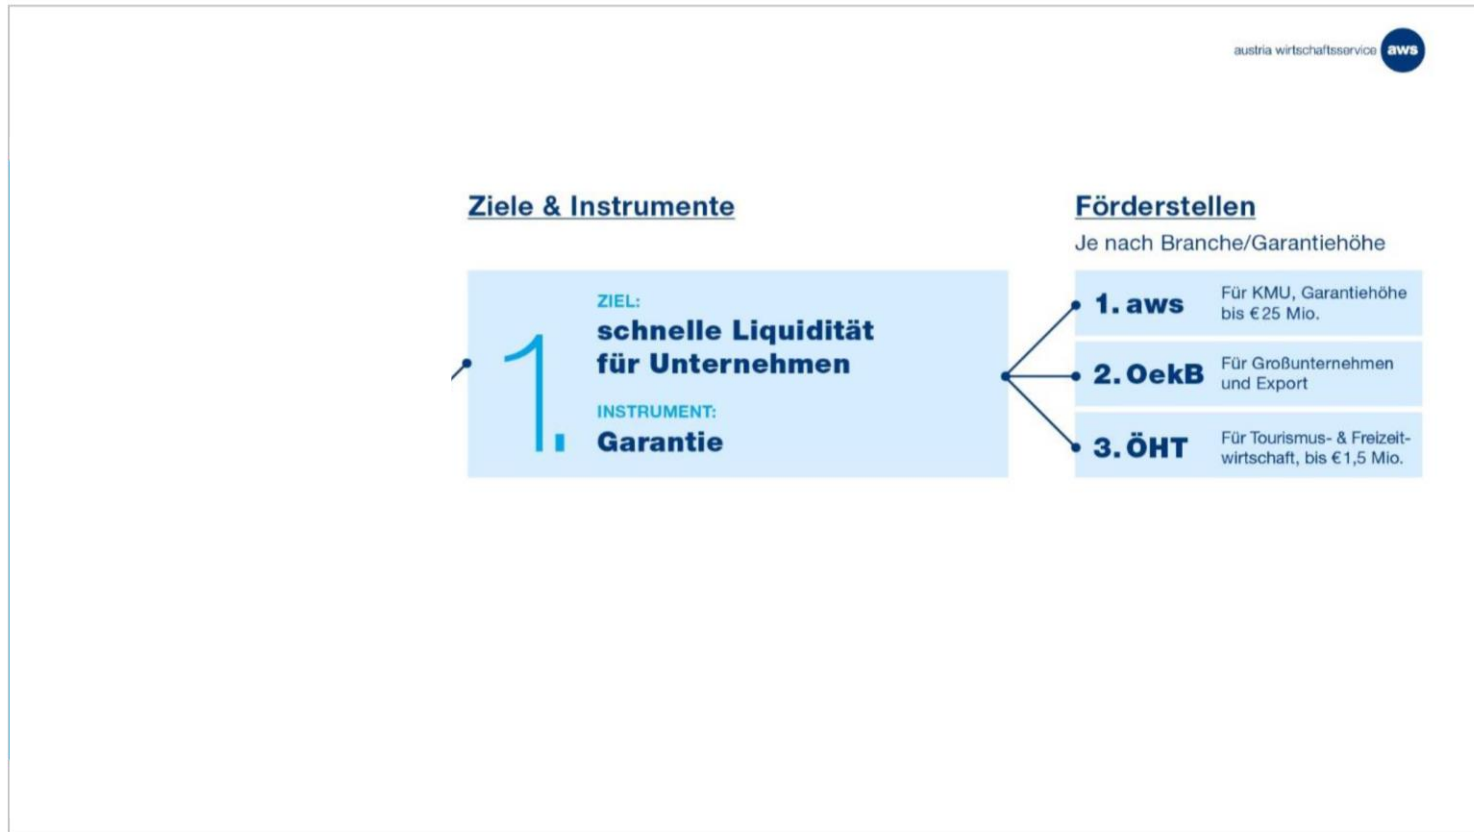 austria wirtschaftsservice aws
Ziele & Instrumente
1.
ZIEL:
schnelle Liquidität
für Unternehmen
INSTRUMENT:
Garantie
Förderstellen
Je nach Branche/Garantiehöhe
1. aws
Für KMU, Garantiehöhe
bis €25 Mio.
2. OekB
Für Großunternehmen
und Export
3. ÖHT
Für Tourismus- & Freizeit-
wirtschaft, bis €1,5 Mio.